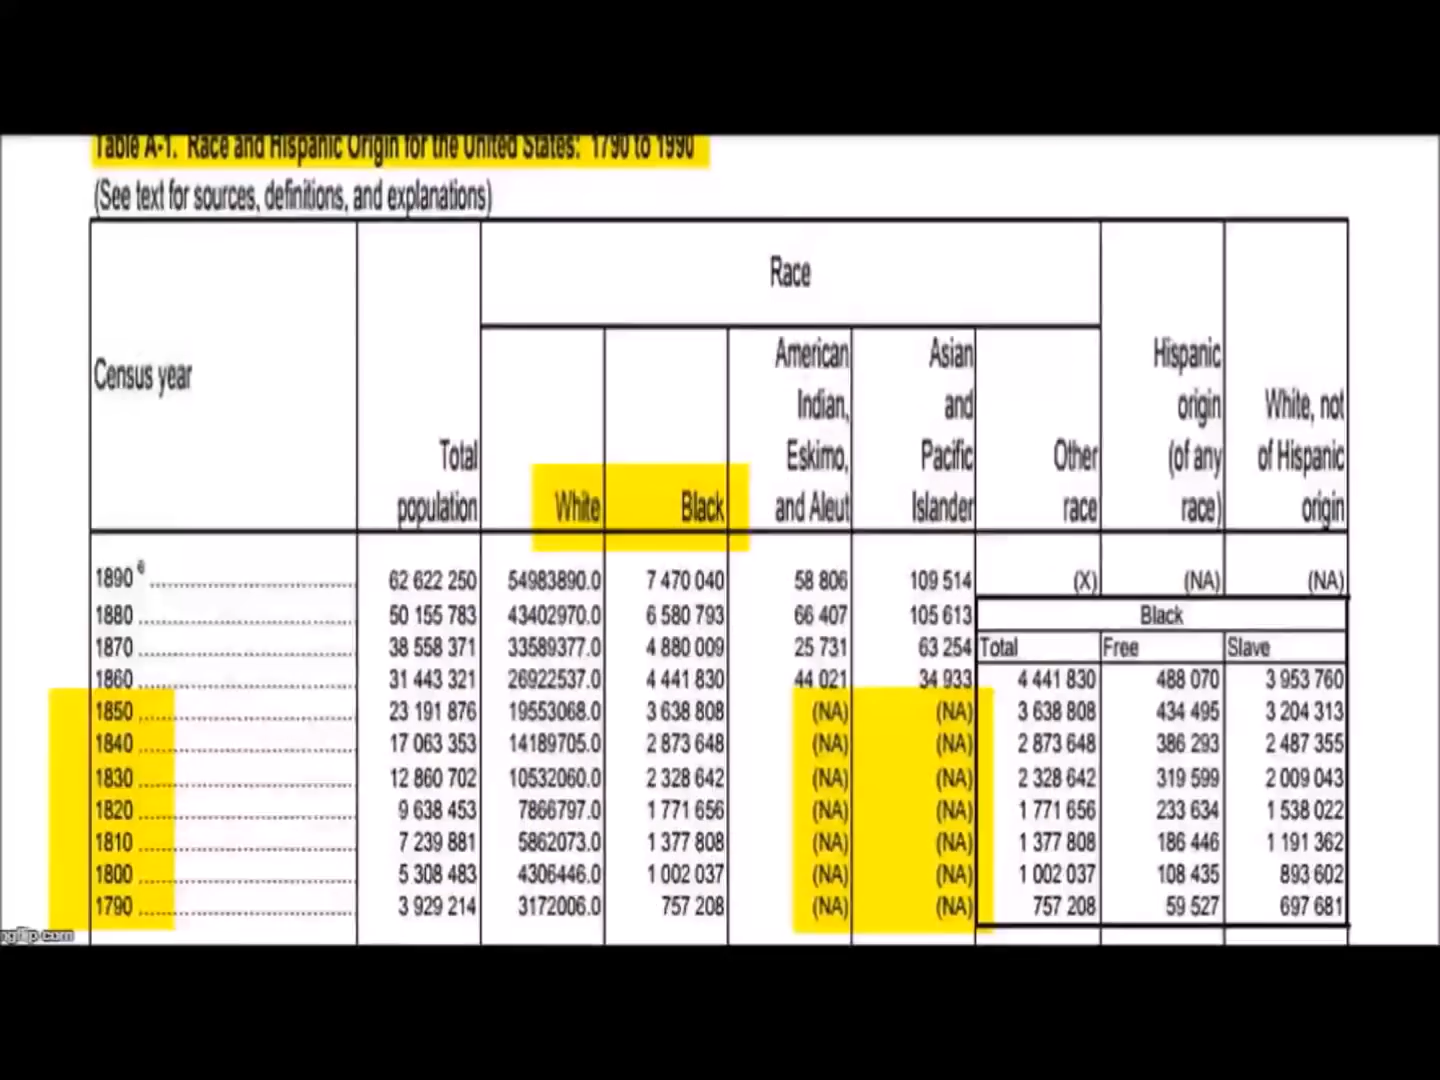 Table A-1. Race and Hispanic Origin for the United States: 1790 to 1990
(See text for sources, definitions, and explanations)
Census year
Total population
Race
White
Black
American Indian, Eskimo, and Aleut
Asian and Pacific Islander
Other race
Hispanic origin (of any race)
White, not of Hispanic origin
1890 6 62 622 250 54983890.0 7 470 040 58 806 109 514 (X) (NA) (NA)
1880 50 155 783 43402970.0 6 580 793 66 407 105 613 Black
1870 38 558 371 33589377.0 4 880 009 25 731 63 254 Total Free Slave
1860 31 443 321 26922537.0 4 441 830 44 021 34 933 4 441 830 488 070 3 953 760
1850 23 191 876 19553068.0 3 638 808 (NA) (NA) 3 638 808 434 495 3 204 313
1840 17 063 353 14189705.0 2 873 648 (NA) (NA) 2 873 648 386 293 2 487 355
1830 12 860 702 10532060.0 2 328 642 (NA) (NA) 2 328 642 319 599 2 009 043
1820 9 638 453 7866797.0 1 771 656 (NA) (NA) 1 771 656 233 634 1 538 022
1810 7 239 881 5862073.0 1 377 808 (NA) (NA) 1 377 808 186 446 1 191 362
1800 5 308 483 4306446.0 1 002 037 (NA) (NA) 1 002 037 108 435 893 602
1790 3 929 214 3172006.0 757 208 (NA) (NA) 757 208 59 527 697 681
ngflip.com